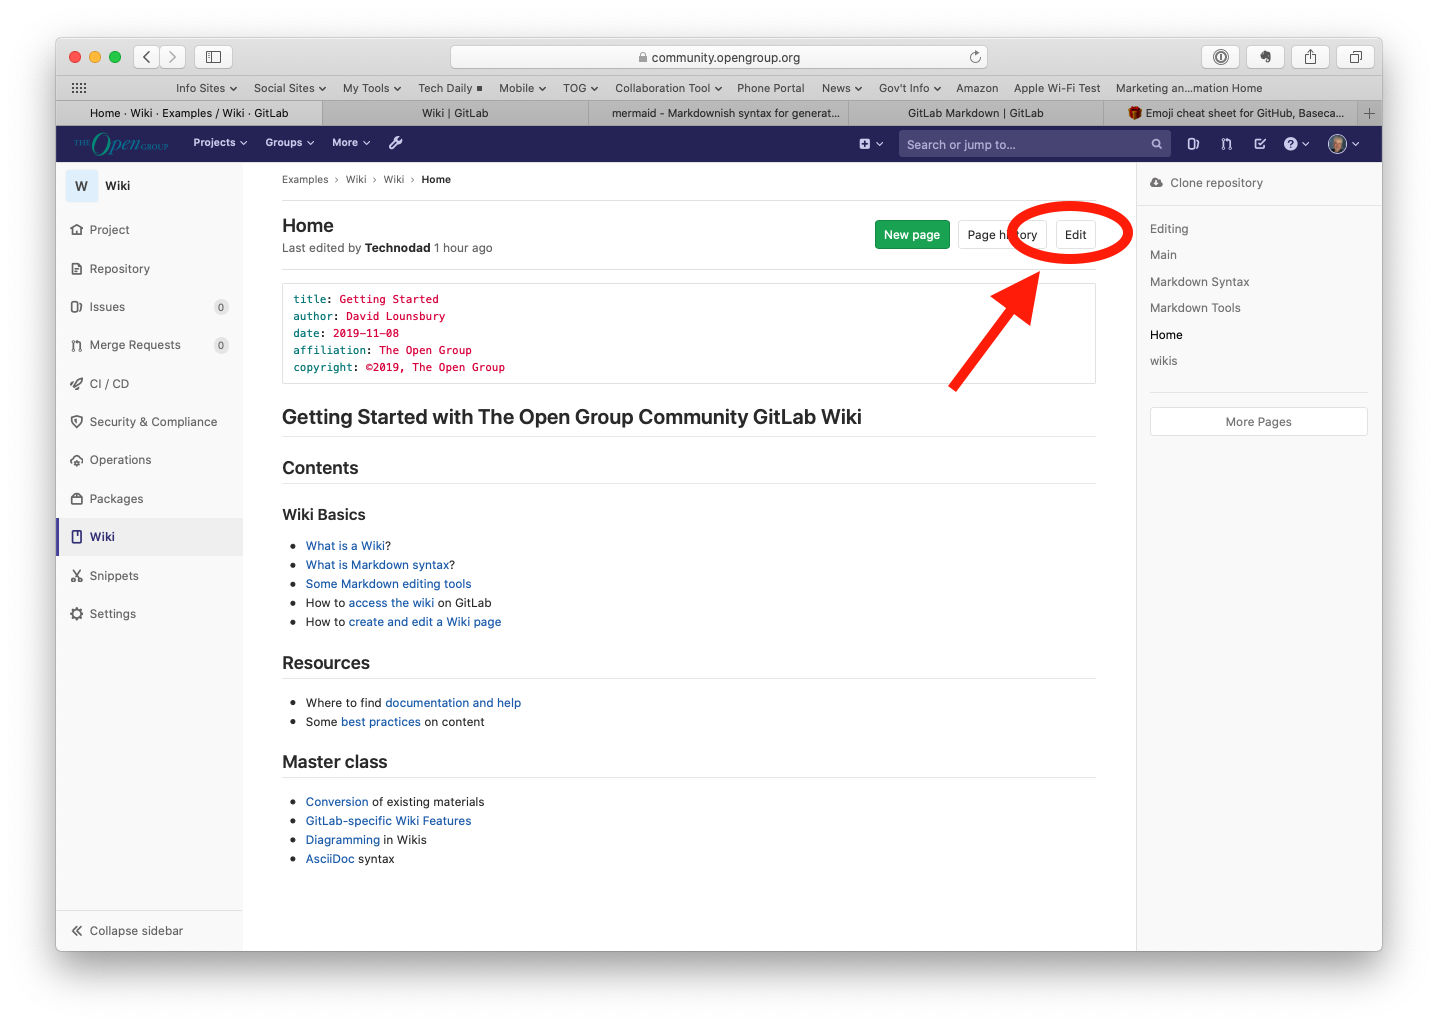 community.opengroup.org
Info Sites
Social Sites
My Tools
Tech Daily
Mobile
TOG
Collaboration Tool
Phone Portal
News
Gov't Info
Amazon
Apple Wi-Fi Test
Marketing an...mation Home
Home · Wiki · Examples / Wiki · GitLab
Wiki | GitLab
mermaid - Markdownish syntax for generat...
GitLab Markdown | GitLab
Emoji cheat sheet for GitHub, Baseca...
THE Open GROUP
Projects
Groups
More
Search or jump to...
W Wiki
Project
Repository
Issues 0
Merge Requests 0
CI / CD
Security & Compliance
Operations
Packages
Wiki
Snippets
Settings
Collapse sidebar
Examples › Wiki › Wiki › Home
Home
Last edited by Technodad 1 hour ago
New page
Page history
Edit
title: Getting Started
author: David Lounsbury
date: 2019-11-08
affiliation: The Open Group
copyright: ©2019, The Open Group
Getting Started with The Open Group Community GitLab Wiki
Contents
Wiki Basics
• What is a Wiki?
• What is Markdown syntax?
• Some Markdown editing tools
• How to access the wiki on GitLab
• How to create and edit a Wiki page
Resources
• Where to find documentation and help
• Some best practices on content
Master class
• Conversion of existing materials
• GitLab-specific Wiki Features
• Diagramming in Wikis
• AsciiDoc syntax
Clone repository
Editing
Main
Markdown Syntax
Markdown Tools
Home
wikis
More Pages